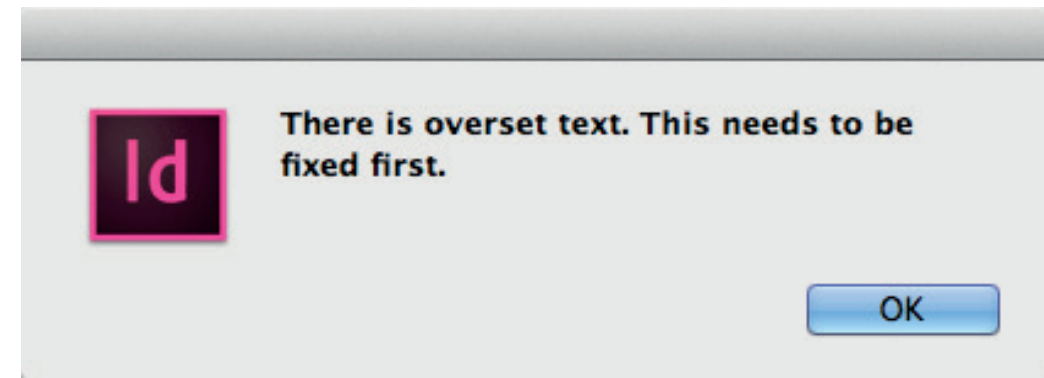 Id
There is overset text. This needs to be
fixed first.
OK